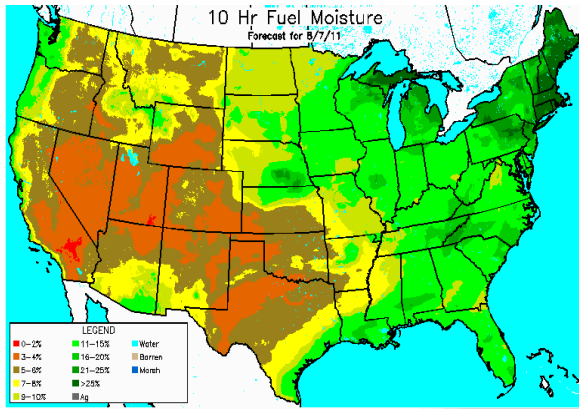 10 Hr Fuel Moisture
Forecast for 8/7/11
LEGEND
0-2%
3-4%
5-6%
7-8%
9-10%
11-15%
16-20%
21-25%
>25%
Ag
Water
Barren
Marsh